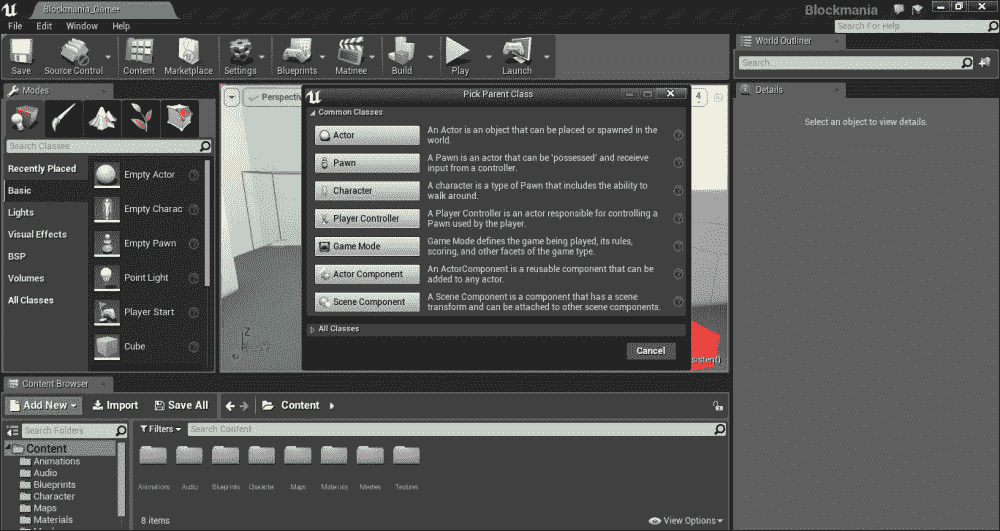 Blockmania_Game*
Blockmania
File Edit Window Help
Search For Help
Save Source Control Content Marketplace Settings Blueprints Matinee Build Play Launch
World Outliner
Search...
Modes
Details
Select an object to view details.
Search Classes
Recently Placed
Basic
Lights
Visual Effects
BSP
Volumes
All Classes
Empty Actor
Empty Charac
Empty Pawn
Point Light
Player Start
Cube
Perspectiv
4
Pick Parent Class
Common Classes
Actor
An Actor is an object that can be placed or spawned in the
world.
Pawn
A Pawn is an actor that can be 'possessed' and receieve
input from a controller.
Character
A character is a type of Pawn that includes the ability to
walk around.
Player Controller
A Player Controller is an actor responsible for controlling a
Pawn used by the player.
Game Mode
Game Mode defines the game being played, its rules,
scoring, and other facets of the game type.
Actor Component
An ActorComponent is a reusable component that can be
added to any actor.
Scene Component
A Scene Component is a component that has a scene
transform and can be attached to other scene components.
All Classes
Cancel
Z
sistent)
Content Browser
Add New Import Save All Content
Search Folders
Filters
Search Content
Content
Animations
Audio
Blueprints
Character
Maps
Materials
Animations Audio Blueprints Character Maps Materials Meshes Textures
8 items
View Options